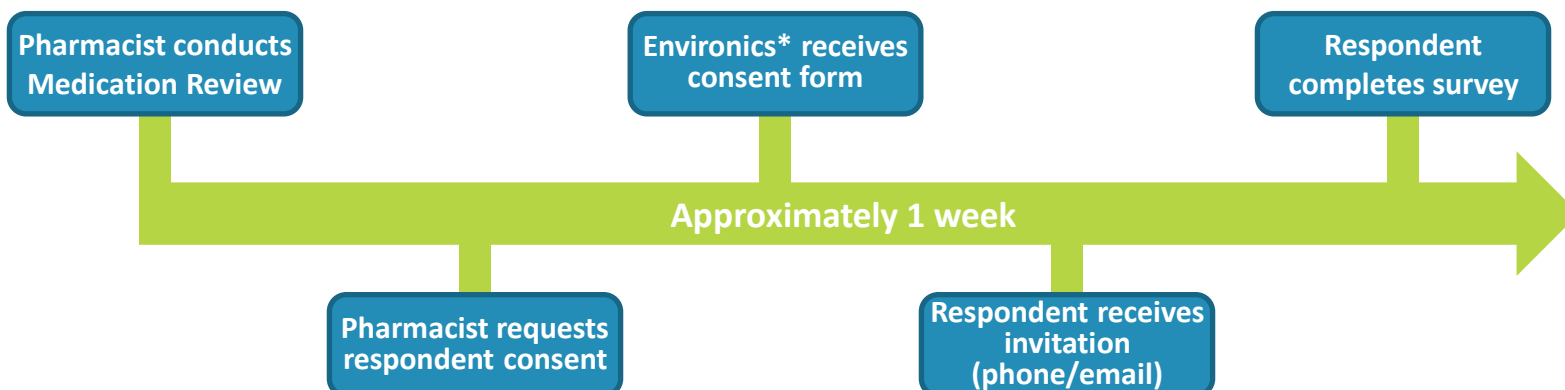 Pharmacist conducts
Medication Review
Environics* receives
consent form
Respondent
completes survey
Approximately 1 week
Pharmacist requests
respondent consent
Respondent receives
invitation
(phone/email)